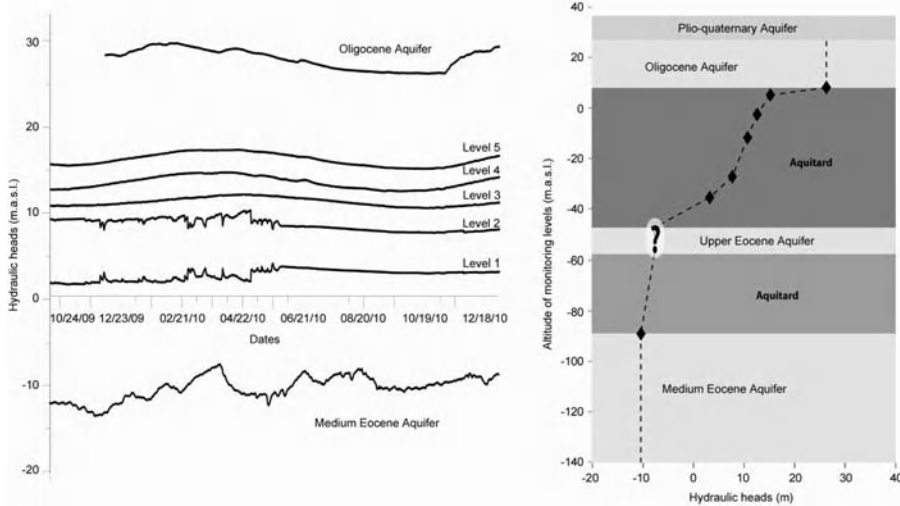 30
20
10
0
-10
-20
Hydraulic heads (m.a.s.l.)
Oligocene Aquifer
Level 5
Level 4
Level 3
Level 2
Level 1
10/24/09 12/23/09 02/21/10 04/22/10 06/21/10 08/20/10 10/19/10 12/18/10
Dates
Medium Eocene Aquifer
40
20
0
-20
-40
-60
-80
-100
-120
-140
Altitude of monitoring levels (m.a.s.l.)
Plio-quaternary Aquifer
Oligocene Aquifer
Aquitard
?
Upper Eocene Aquifer
Aquitard
Medium Eocene Aquifer
-20 -10 0 10 20 30 40
Hydraulic heads (m)